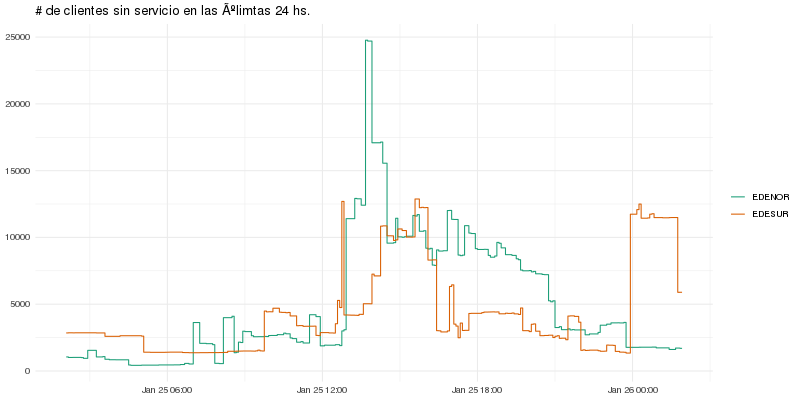 # de clientes sin servicio en las Ãºlimtas 24 hs.
25000
20000
15000
10000
5000
0
Jan 25 06:00
Jan 25 12:00
Jan 25 18:00
Jan 26 00:00
EDENOR
EDESUR